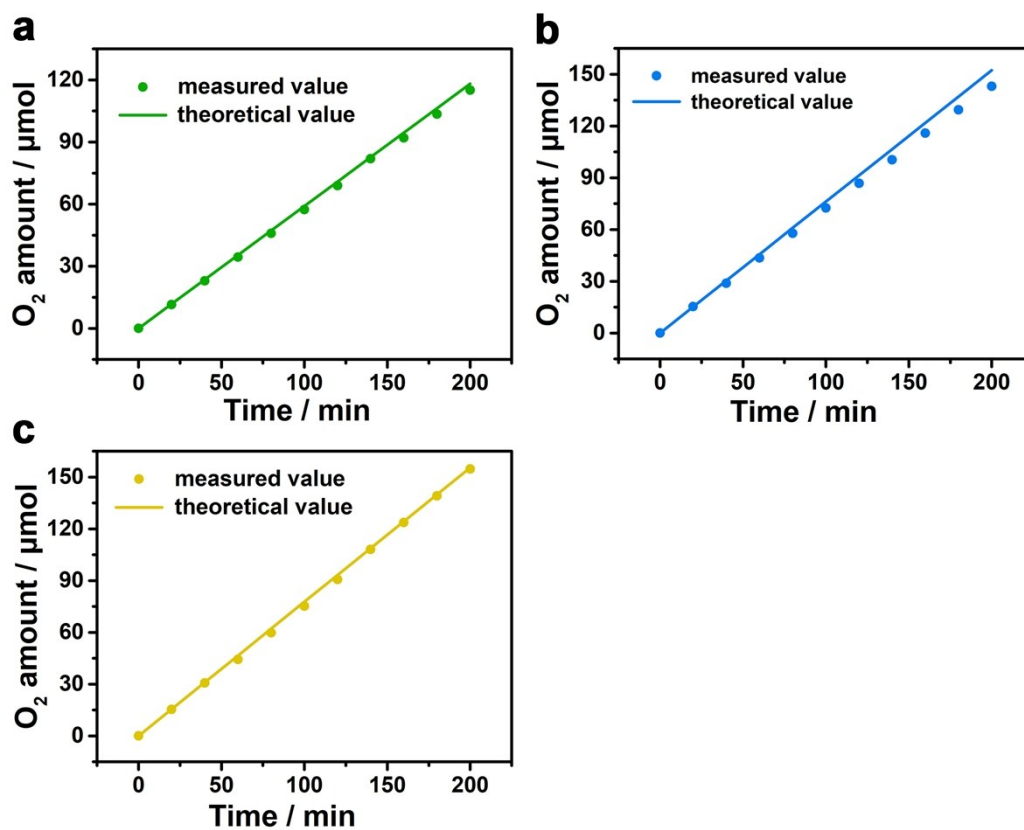 a
measured value
theoretical value
O₂ amount / μmol
120
90
60
30
0
0 50 100 150 200
Time / min
b
measured value
theoretical value
O₂ amount / μmol
150
120
90
60
30
0
0 50 100 150 200
Time / min
c
measured value
theoretical value
O₂ amount / μmol
150
120
90
60
30
0
0 50 100 150 200
Time / min